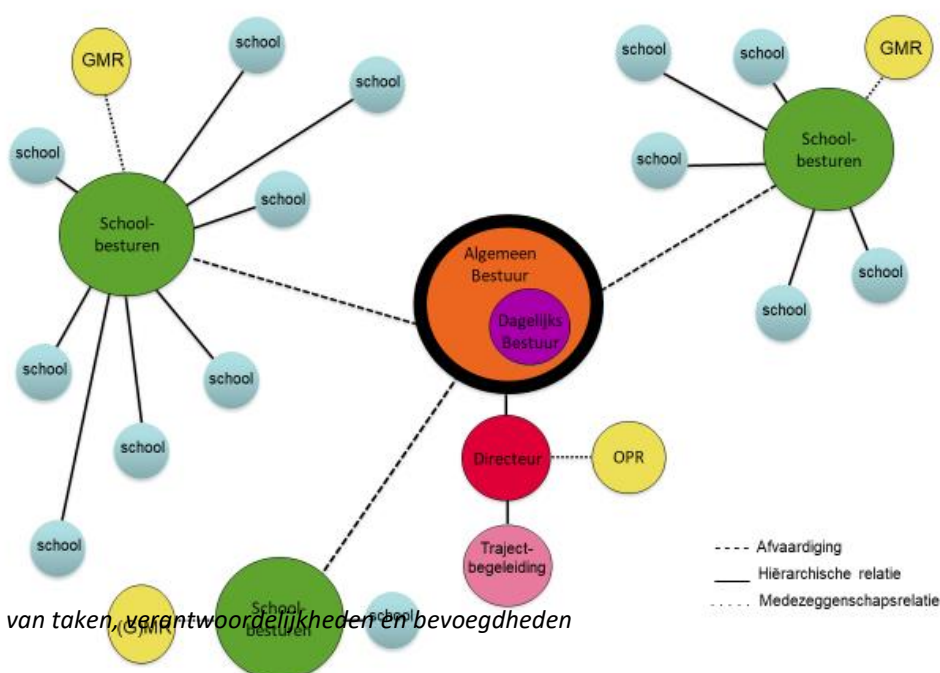 school
GMR
school
school
school
school
GMR
school
School-
besturen
school
school
School-
besturen
Algemeen
Bestuur
Dagelijks
Bestuur
school
school
school
school
school
school
Directeur
OPR
Traject-
begeleiding
Afvaardiging
Hiërarchische relatie
Medezeggenschapsrelatie
(G)MR
School-
besturen
school
van taken, verantwoordelijkheden en bevoegdheden